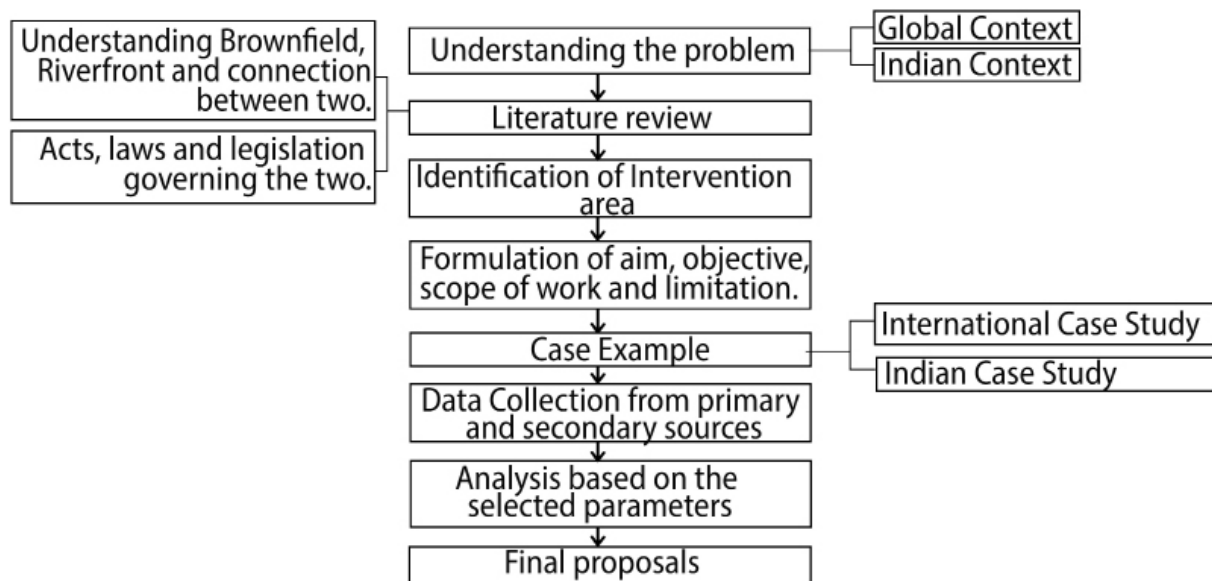 Understanding Brownfield,
Riverfront and connection
between two.
Acts, laws and legislation
governing the two.
Understanding the problem
Global Context
Indian Context
Literature review
Identification of Intervention
area
Formulation of aim, objective,
scope of work and limitation.
Case Example
International Case Study
Indian Case Study
Data Collection from primary
and secondary sources
Analysis based on the
selected parameters
Final proposals